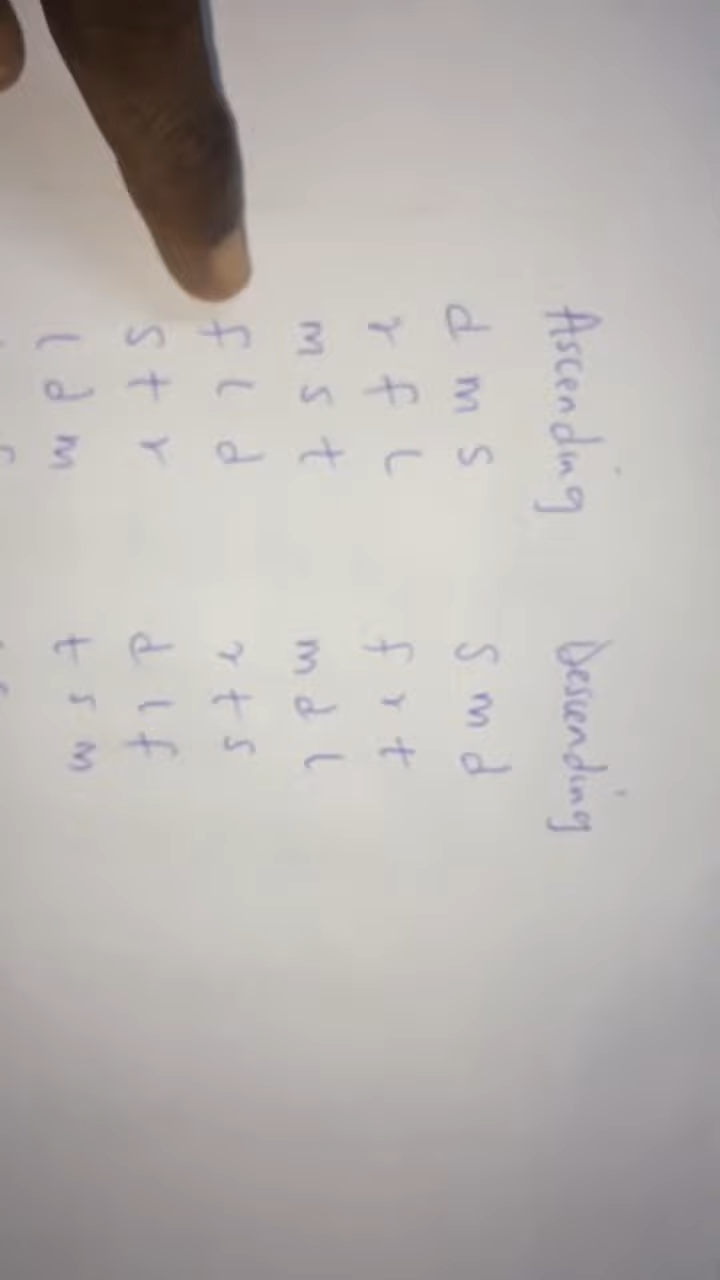 Ascending Descending
d m s s m d
r f l f r t
m s t m d l
f l d r t s
s t r d l f
l d m t s m